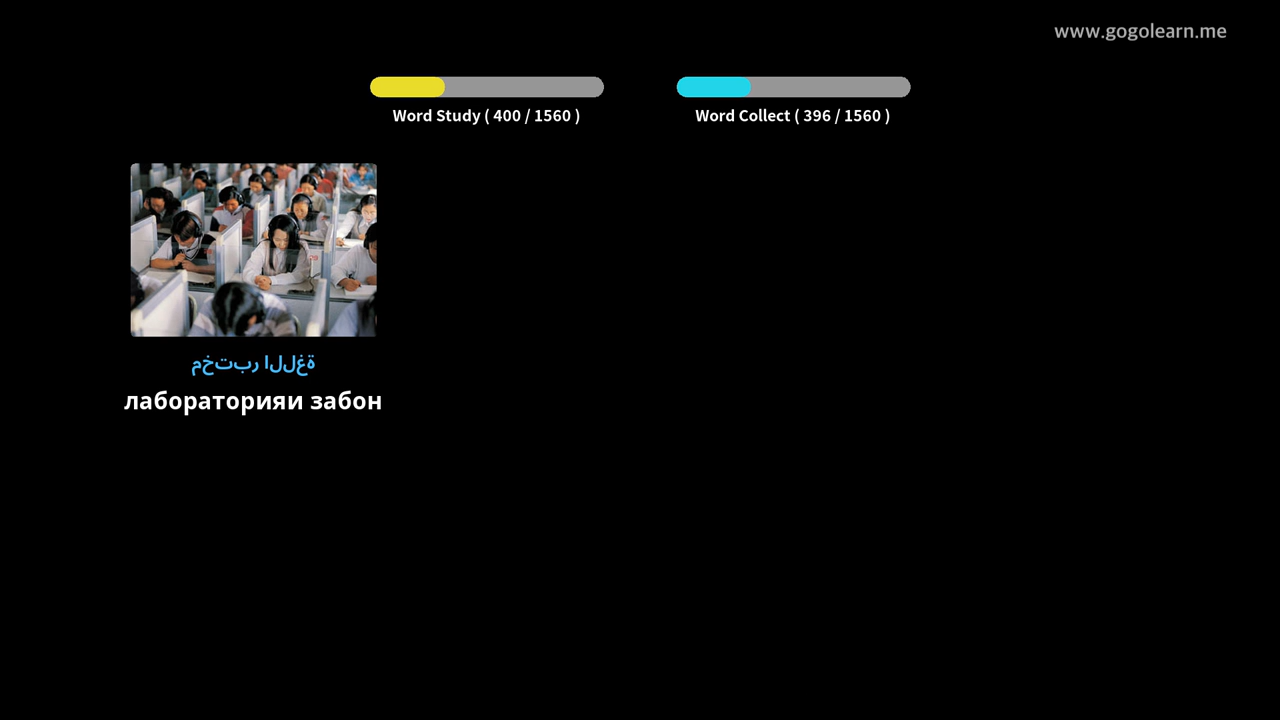 www.gogolearn.me
Word Study ( 400 / 1560 )
Word Collect ( 396 / 1560 )
مختبر اللغة
лабораторияи забон